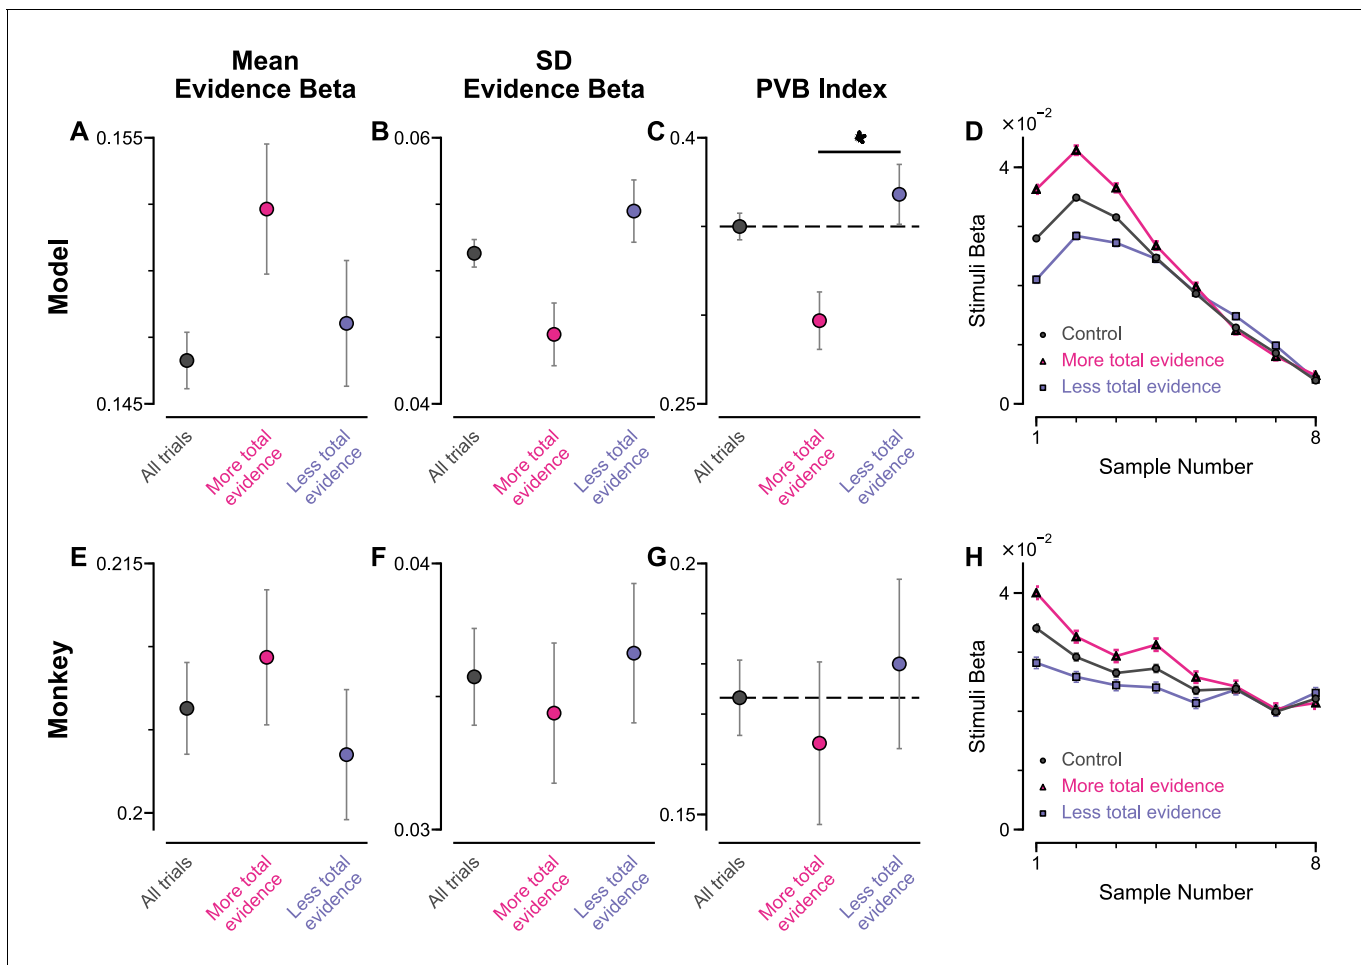 Mean
Evidence Beta
SD
Evidence Beta
PVB Index
A
0.155
0.145
Model
All trials
More total
evidence
Less total
evidence
B
0.06
0.04
All trials
More total
evidence
Less total
evidence
C
0.4
0.25
*
All trials
More total
evidence
Less total
evidence
D
×10⁻²
4
0
Stimuli Beta
Control
More total evidence
Less total evidence
1
8
Sample Number
E
0.215
0.2
Monkey
All trials
More total
evidence
Less total
evidence
F
0.04
0.03
All trials
More total
evidence
Less total
evidence
G
0.2
0.15
All trials
More total
evidence
Less total
evidence
H
×10⁻²
4
0
Stimuli Beta
Control
More total evidence
Less total evidence
1
8
Sample Number